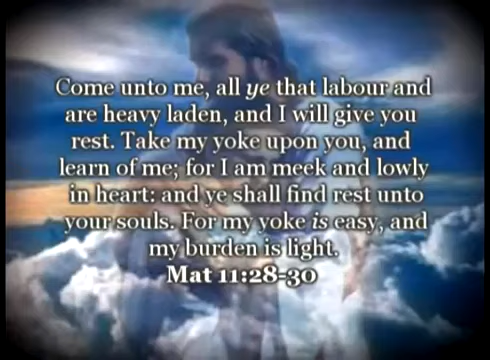 Come unto me, all ye that labour and
are heavy laden, and I will give you
rest. Take my yoke upon you, and
learn of me; for I am meek and lowly
in heart: and ye shall find rest unto
your souls. For my yoke is easy, and
my burden is light.
Mat 11:28-30